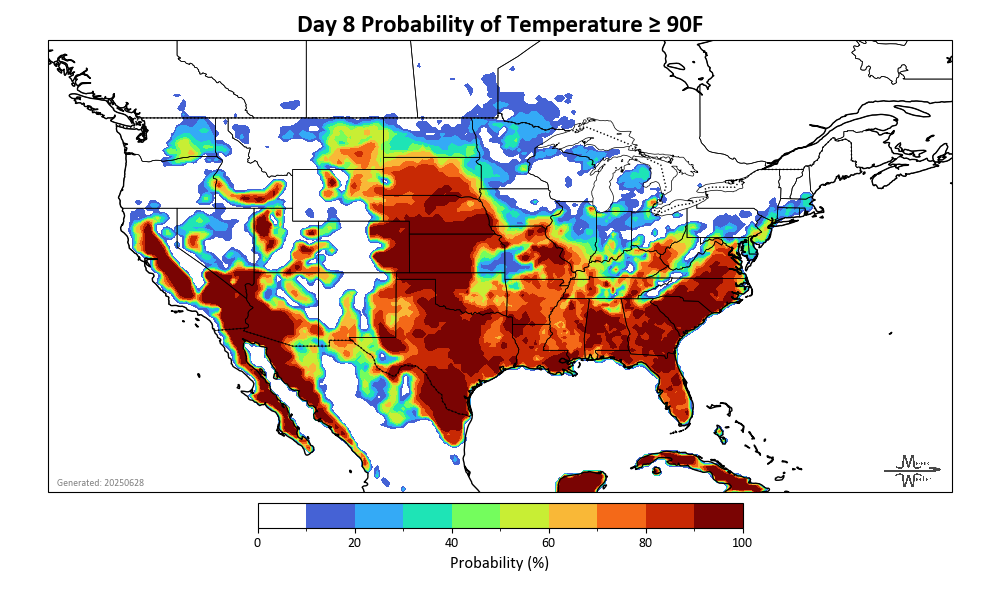 Day 8 Probability of Temperature ≥ 90F
Generated: 20250628
0 20 40 60 80 100
Probability (%)